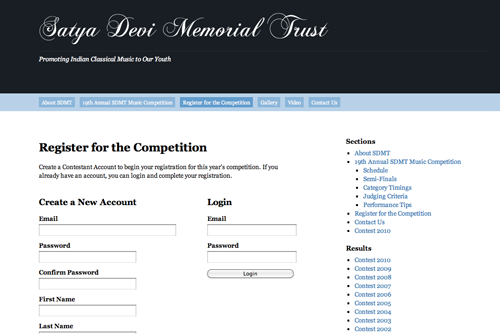 Satya Devi Memorial Trust
Promoting Indian Classical Music to Our Youth
About SDMT 19th Annual SDMT Music Competition Register for the Competition Gallery Video Contact Us
Register for the Competition
Create a Contestant Account to begin your registration for this year's competition. If you
already have an account, you can login and complete your registration.
Create a New Account
Email
Password
Confirm Password
First Name
Last Name
Login
Email
Password
Login
Sections
About SDMT
19th Annual SDMT Music Competition
Schedule
Semi-Finals
Category Timings
Judging Criteria
Performance Tips
Register for the Competition
Contact Us
Contest 2010
Results
Contest 2010
Contest 2009
Contest 2008
Contest 2007
Contest 2006
Contest 2005
Contest 2004
Contest 2003
Contest 2002